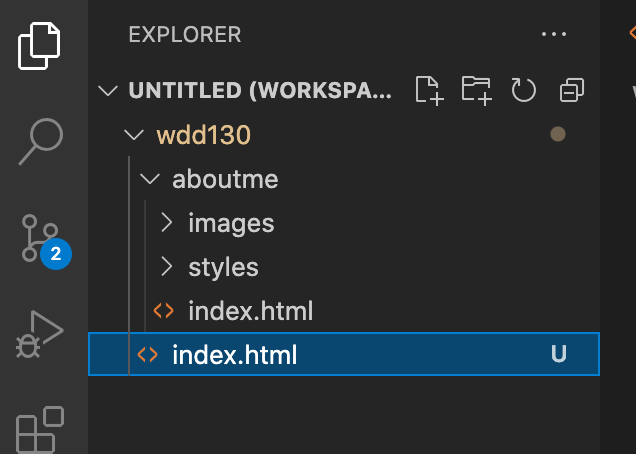 EXPLORER
UNTITLED (WORKSPA...
wdd130
aboutme
images
styles
2
index.html
index.html U